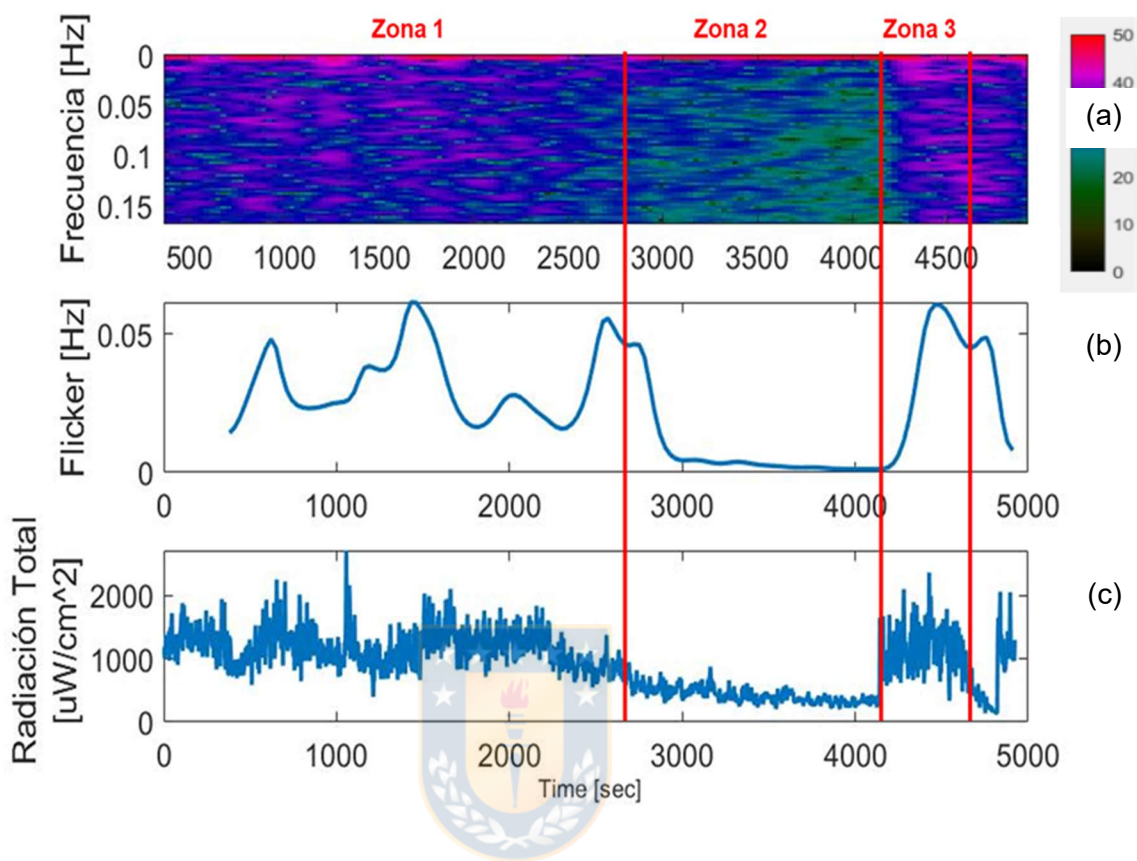 Zona 1 Zona 2 Zona 3
Frecuencia [Hz]
0
0.05
0.1
0.15
500 1000 1500 2000 2500 3000 3500 4000 4500
50
40
20
10
0
(a)
Flicker [Hz]
0.05
0
0 1000 2000 3000 4000 5000
(b)
Radiación Total
[uW/cm^2]
2000
1000
0
0 1000 2000 3000 4000 5000
Time [sec]
(c)